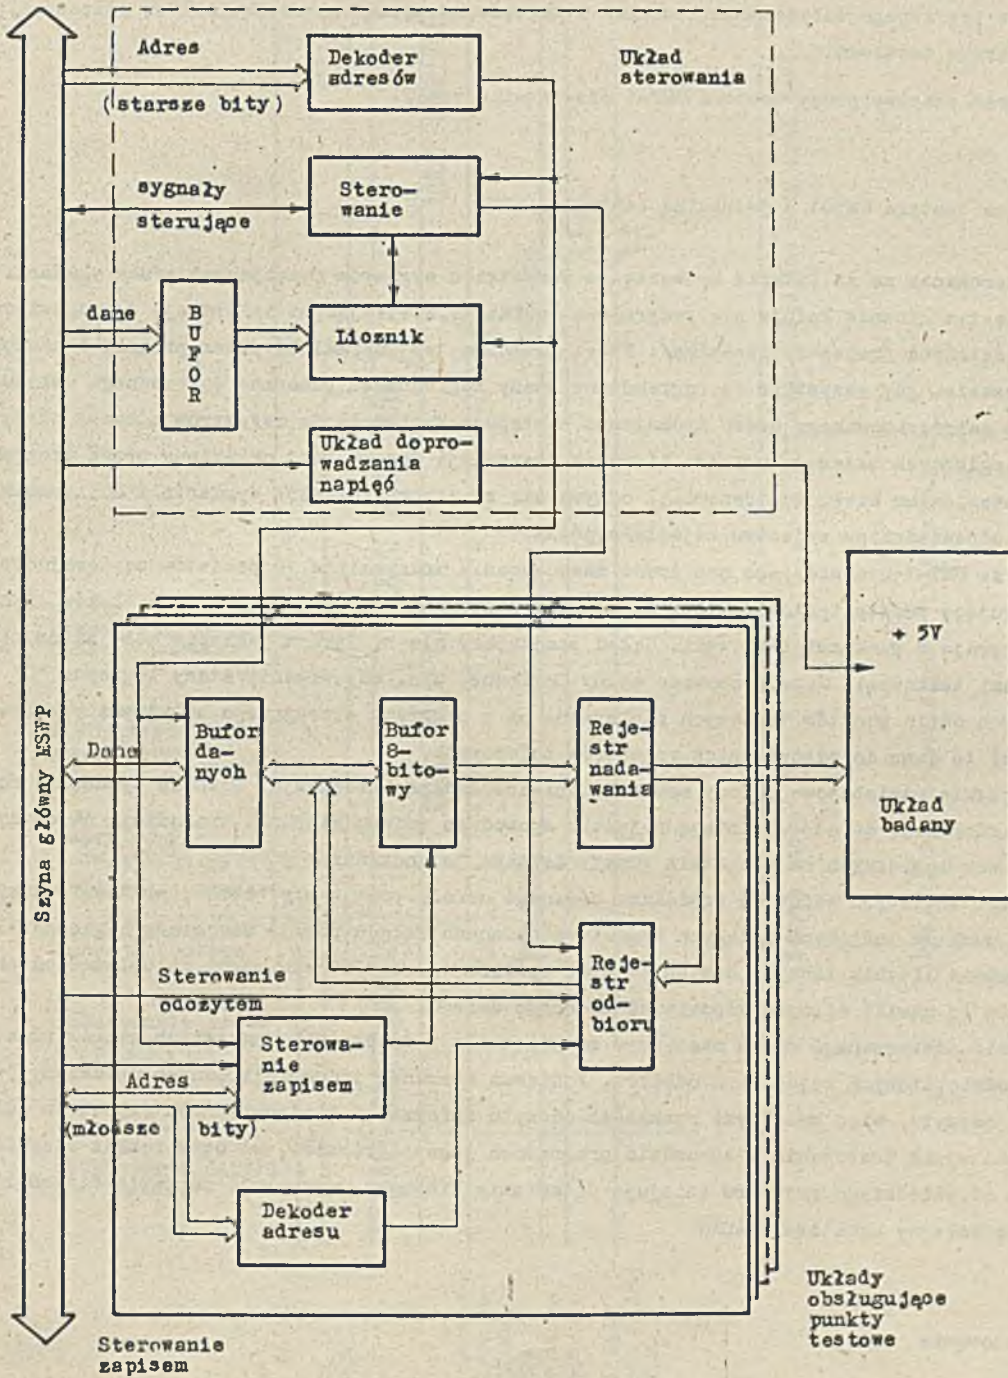 Adres
(starsze bity)
Dekoder
adresów
Układ
sterowania
sygnały
sterujące
Stero-
wanie
dane
BUFOR
Licznik
Układ dopro-
wadzania
napięć
Szyna główny MSWP
+ 5V
Układ
badany
Dane
Bufor
da-
nych
Bufor
8-
bito-
wy
Reje-
str
nada-
wania
Sterowanie
odczytem
Reje-
str
od-
bioru
Sterowa-
nie
zapisem
Adres
(młodsze bity)
Dekoder
adresu
Układy
obsługujące
punkty
testowe
Sterowanie
zapisem